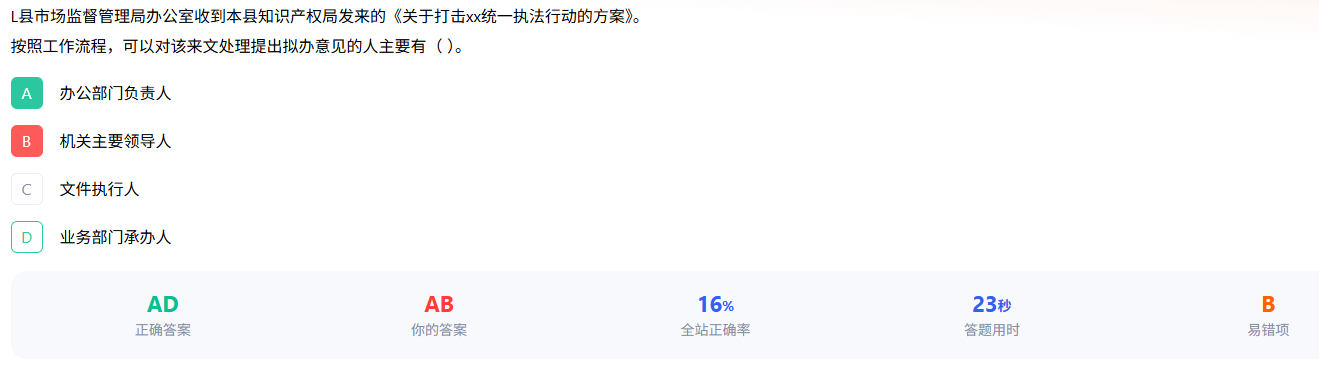 L县市场监督管理局办公室收到本县知识产权局发来的《关于打击xx统一执法行动的方案》。
按照工作流程，可以对该来文处理提出拟办意见的人主要有（ ）。
A 办公部门负责人
B 机关主要领导人
C 文件执行人
D 业务部门承办人
AD AB 16% 23秒 B
正确答案 你的答案 全站正确率 答题用时 易错项